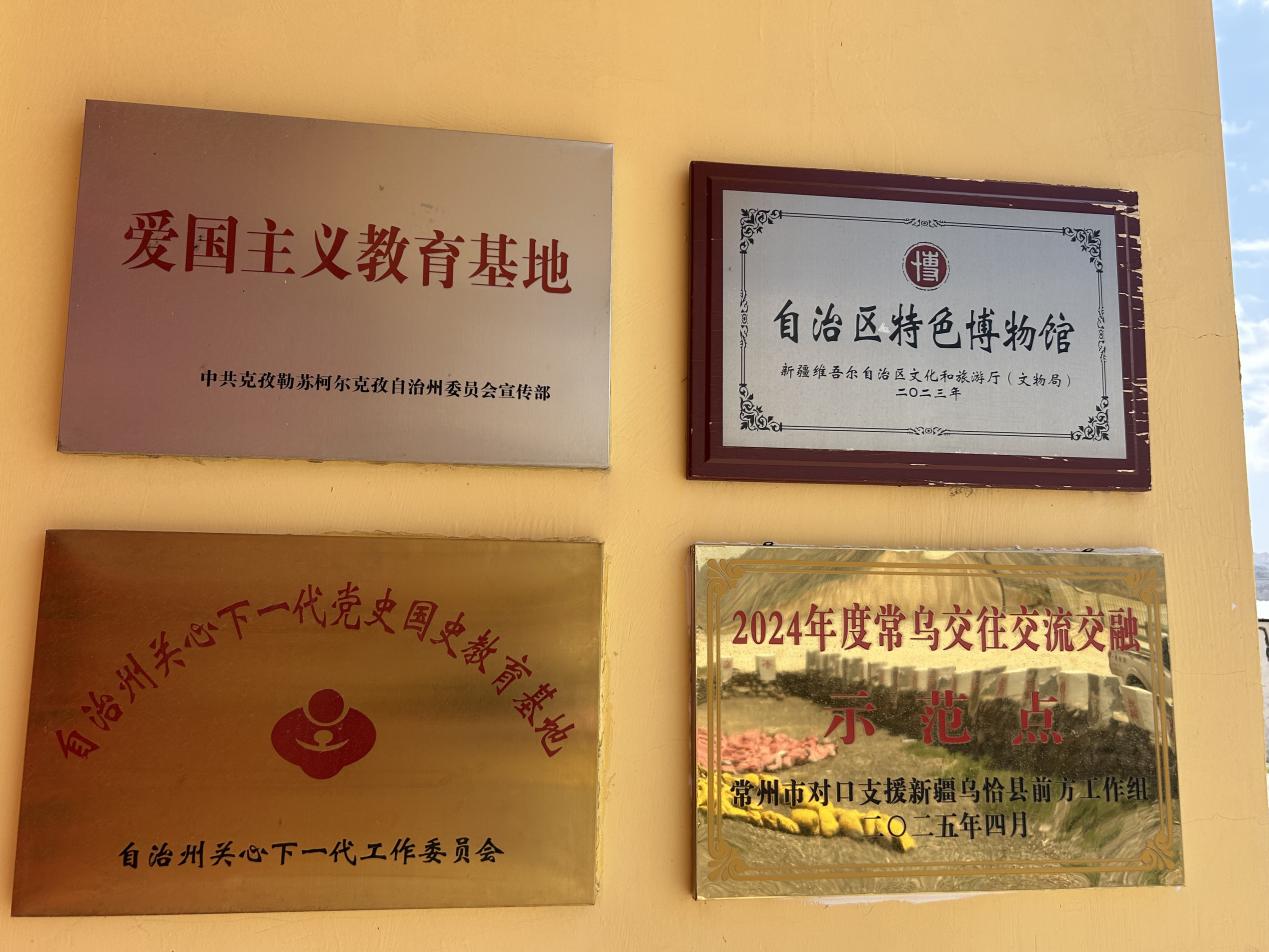 爱国主义教育基地
中共克孜勒苏柯尔克孜自治州委员会宣传部
博
自治区特色博物馆
新疆维吾尔自治区文化和旅游厅（文物局）
二〇二三年
自治州关心下一代党史国史教育基地
自治州关心下一代工作委员会
2024年度常乌交往交流交融
示范点
常州市对口支援新疆乌恰县前方工作组
二〇二五年四月